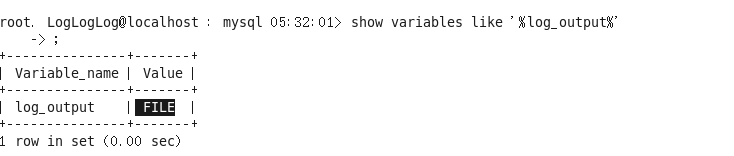 root. LogLogLog@localhost : mysql 05:32:01> show variables like '%log_output%'
    -> ;
+---------------+-------+
| Variable_name | Value |
+---------------+-------+
| log_output    | FILE  |
+---------------+-------+
1 row in set (0.00 sec)